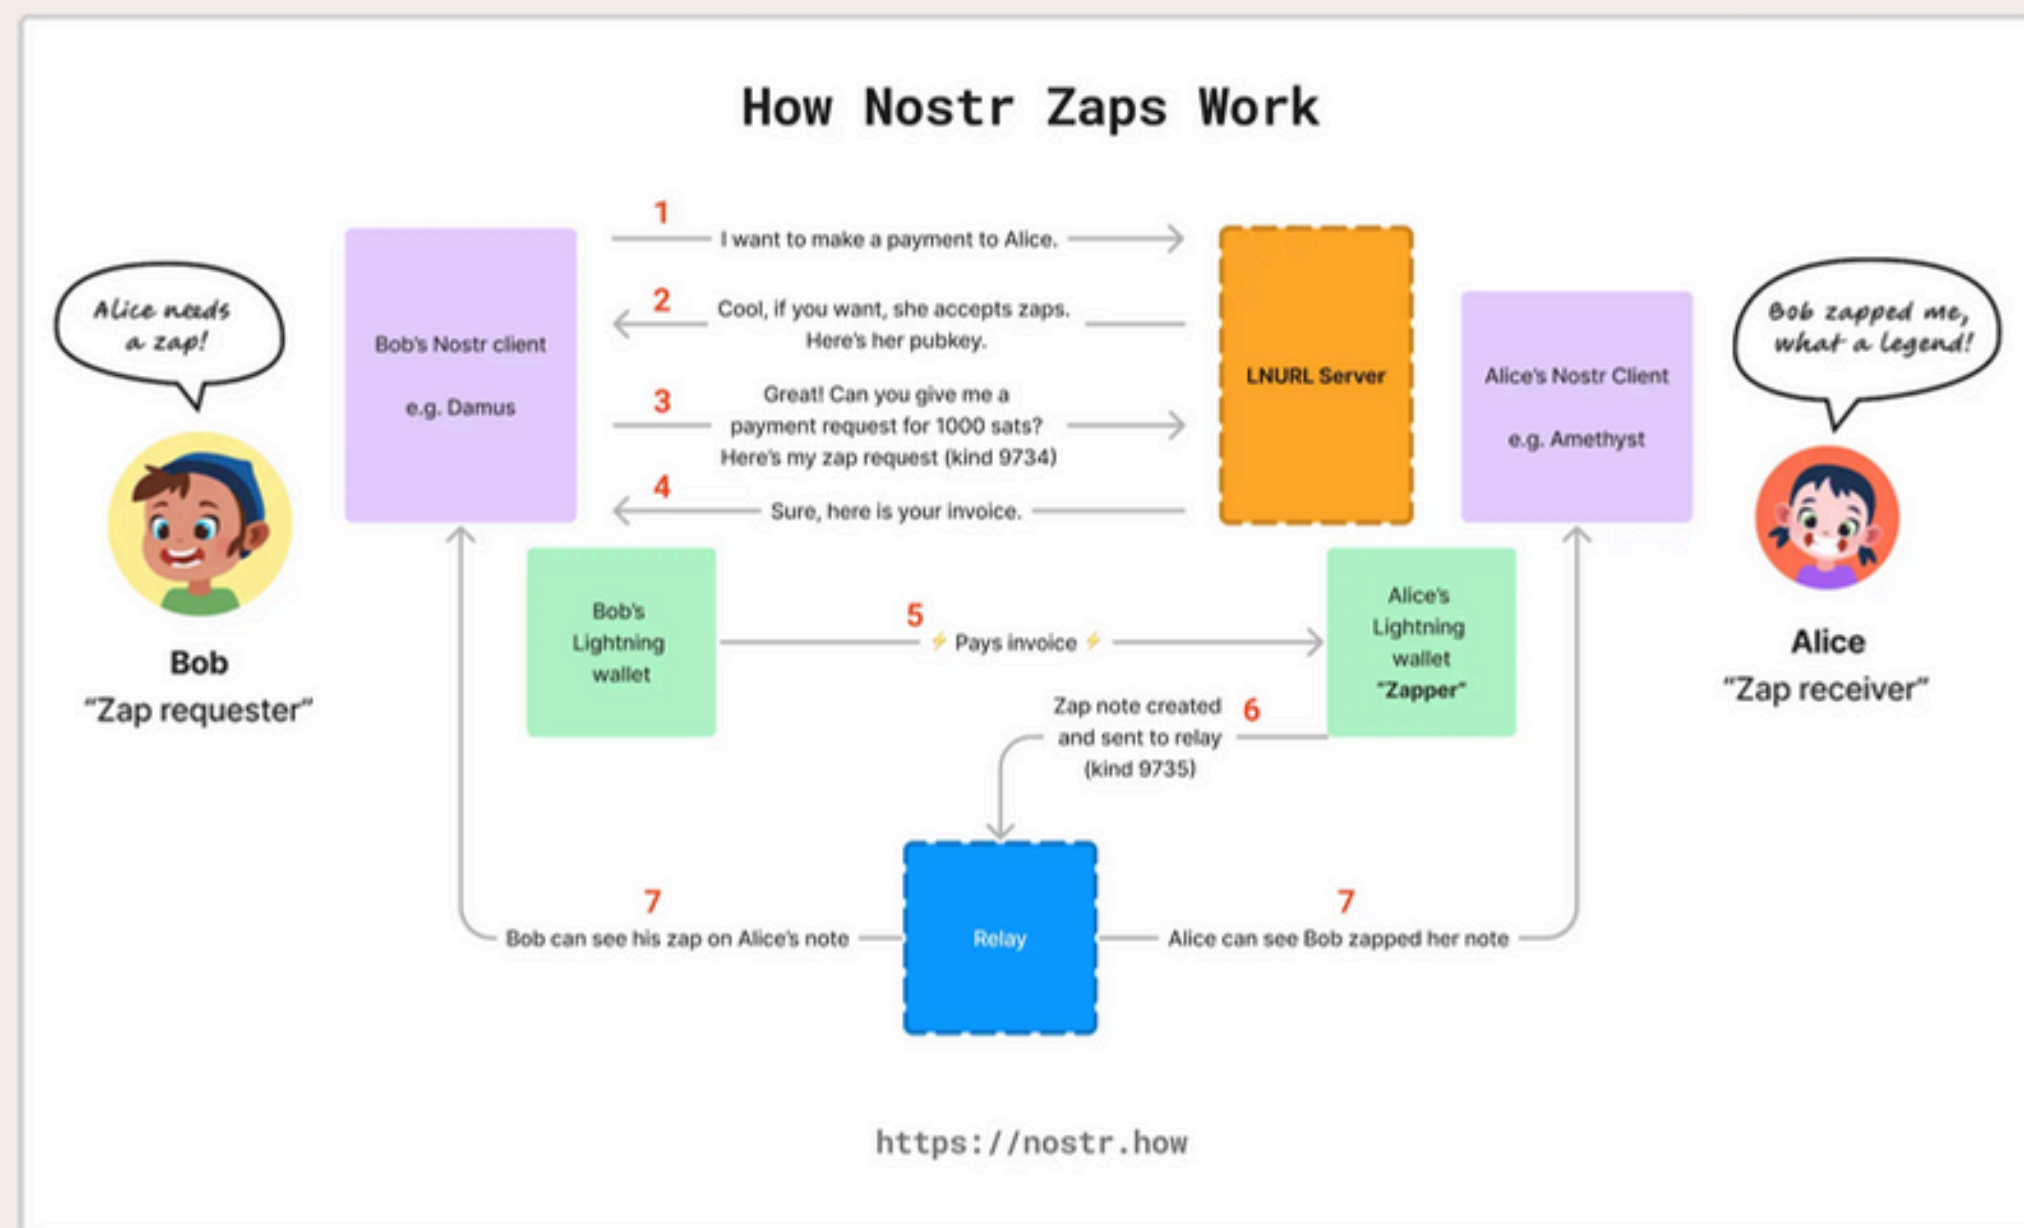 How Nostr Zaps Work
1
I want to make a payment to Alice.
2
Cool, if you want, she accepts zaps.
Here's her pubkey.
3
Great! Can you give me a
payment request for 1000 sats?
Here's my zap request (kind 9734)
4
Sure, here is your invoice.
Alice needs
a zap!
Bob's Nostr client
e.g. Damus
LNURL Server
Alice's Nostr Client
e.g. Amethyst
Bob zapped me,
what a legend!
Bob
"Zap requester"
Bob's
Lightning
wallet
5
⚡ Pays invoice ⚡
Alice's
Lightning
wallet
"Zapper"
Alice
"Zap receiver"
Zap note created
and sent to relay
(kind 9735)
6
7
Bob can see his zap on Alice's note
Relay
7
Alice can see Bob zapped her note
https://nostr.how